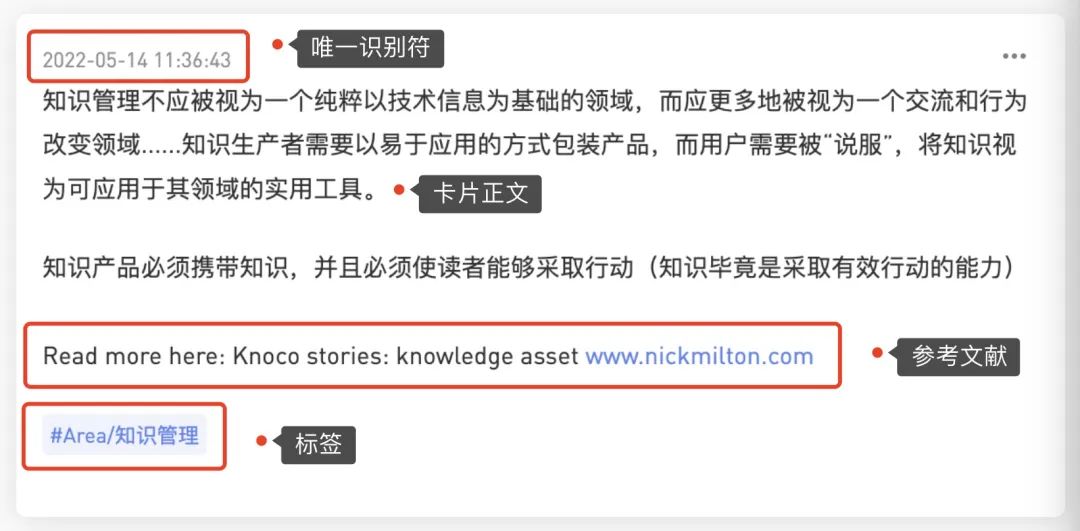 2022-05-14 11:36:43
唯一识别符
知识管理不应被视为一个纯粹以技术信息为基础的领域，而应更多地被视为一个交流和行为
改变领域……知识生产者需要以易于应用的方式包装产品，而用户需要被“说服”，将知识视
为可应用于其领域的实用工具。
卡片正文
知识产品必须携带知识，并且必须使读者能够采取行动（知识毕竟是采取有效行动的能力）
Read more here: Knoco stories: knowledge asset www.nickmilton.com
参考文献
#Area/知识管理
标签